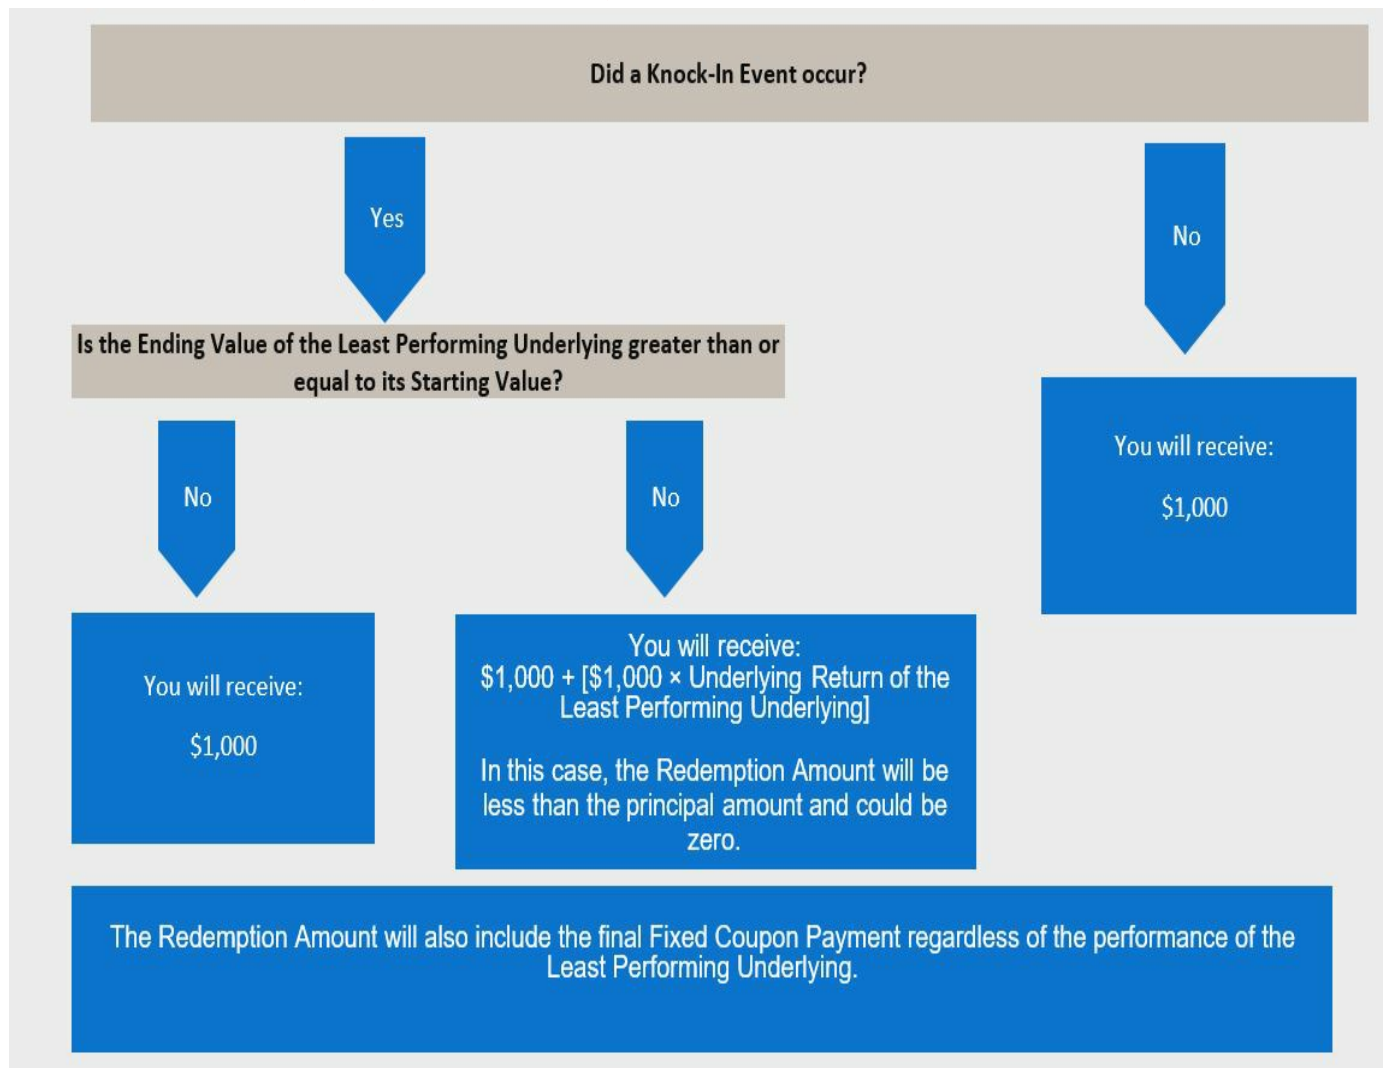 Did a Knock-In Event occur?
Yes
No
Is the Ending Value of the Least Performing Underlying greater than or
equal to its Starting Value?
No
No
You will receive:
$1,000
You will receive:
$1,000
You will receive:
$1,000 + [$1,000 × Underlying Return of the
Least Performing Underlying]
In this case, the Redemption Amount will be
less than the principal amount and could be
zero.
The Redemption Amount will also include the final Fixed Coupon Payment regardless of the performance of the
Least Performing Underlying.